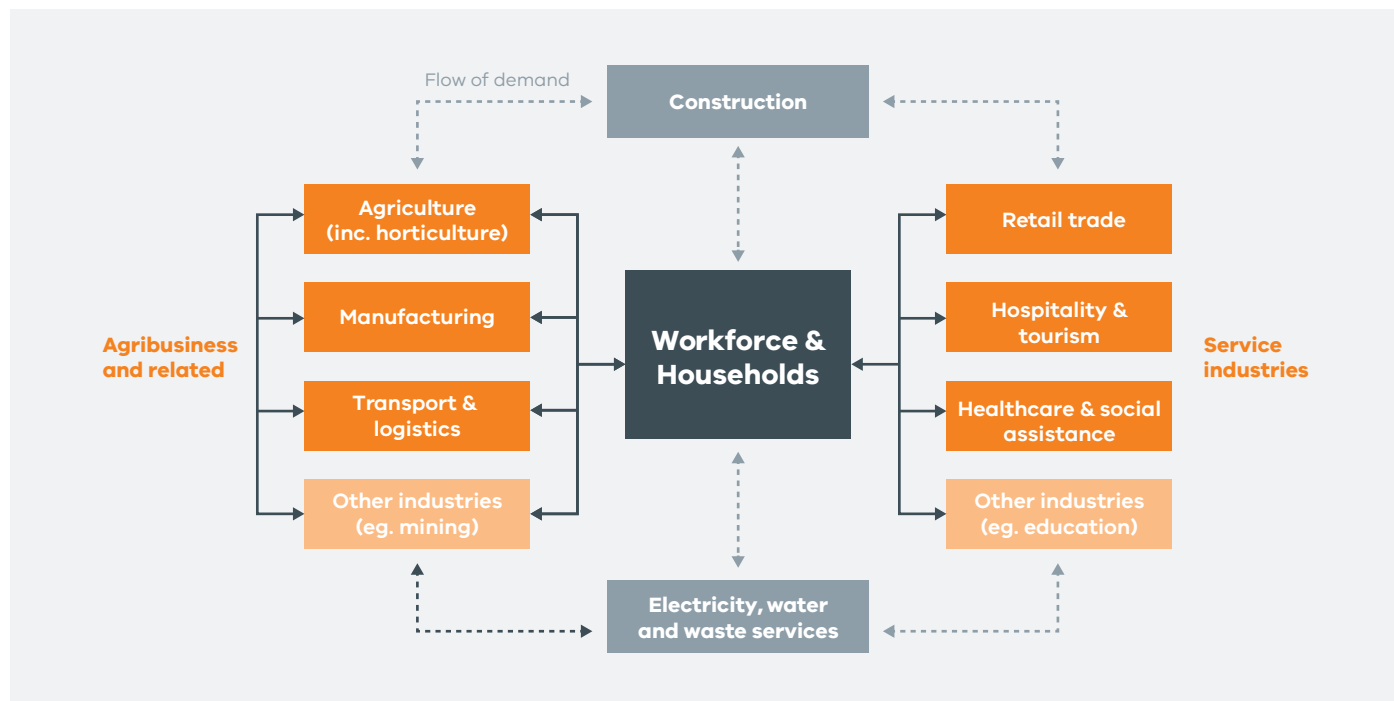 Flow of demand
Construction
Agriculture
(inc. horticulture)
Manufacturing
Transport &
logistics
Other industries
(eg. mining)
Agribusiness
and related
Workforce &
Households
Retail trade
Hospitality &
tourism
Healthcare & social
assistance
Other industries
(eg. education)
Service
industries
Electricity, water
and waste services